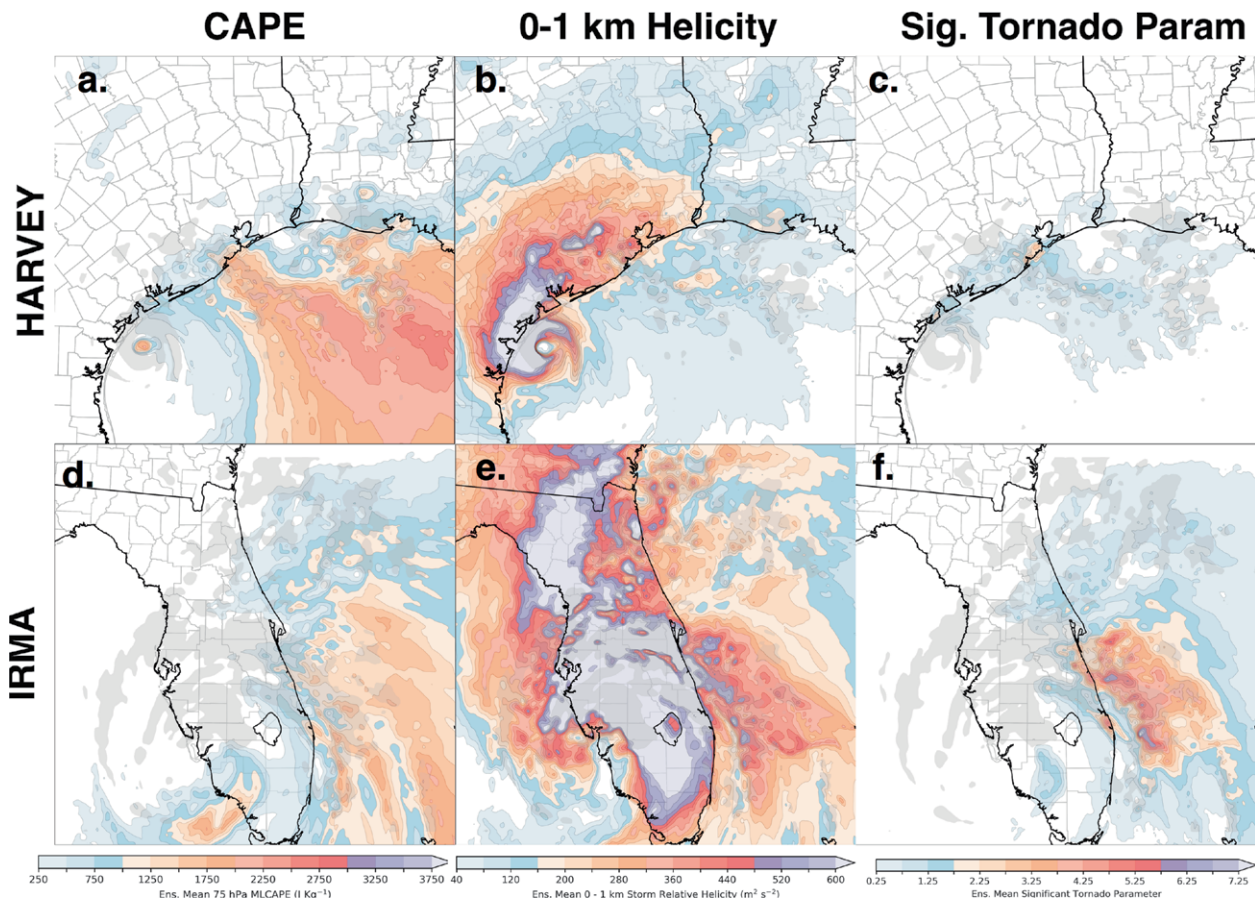 CAPE 0-1 km Helicity Sig. Tornado Param
HARVEY
a. b. c.
IRMA
d. e. f.
250 750 1250 1750 2250 2750 3250 3750
Ens. Mean 75 hPa MLCAPE (J Kg⁻¹)
40 120 200 280 360 440 520 600
Ens. Mean 0 - 1 km Storm Relative Helicity (m² s⁻²)
0.25 1.25 2.25 3.25 4.25 5.25 6.25 7.25
Ens. Mean Significant Tornado Parameter